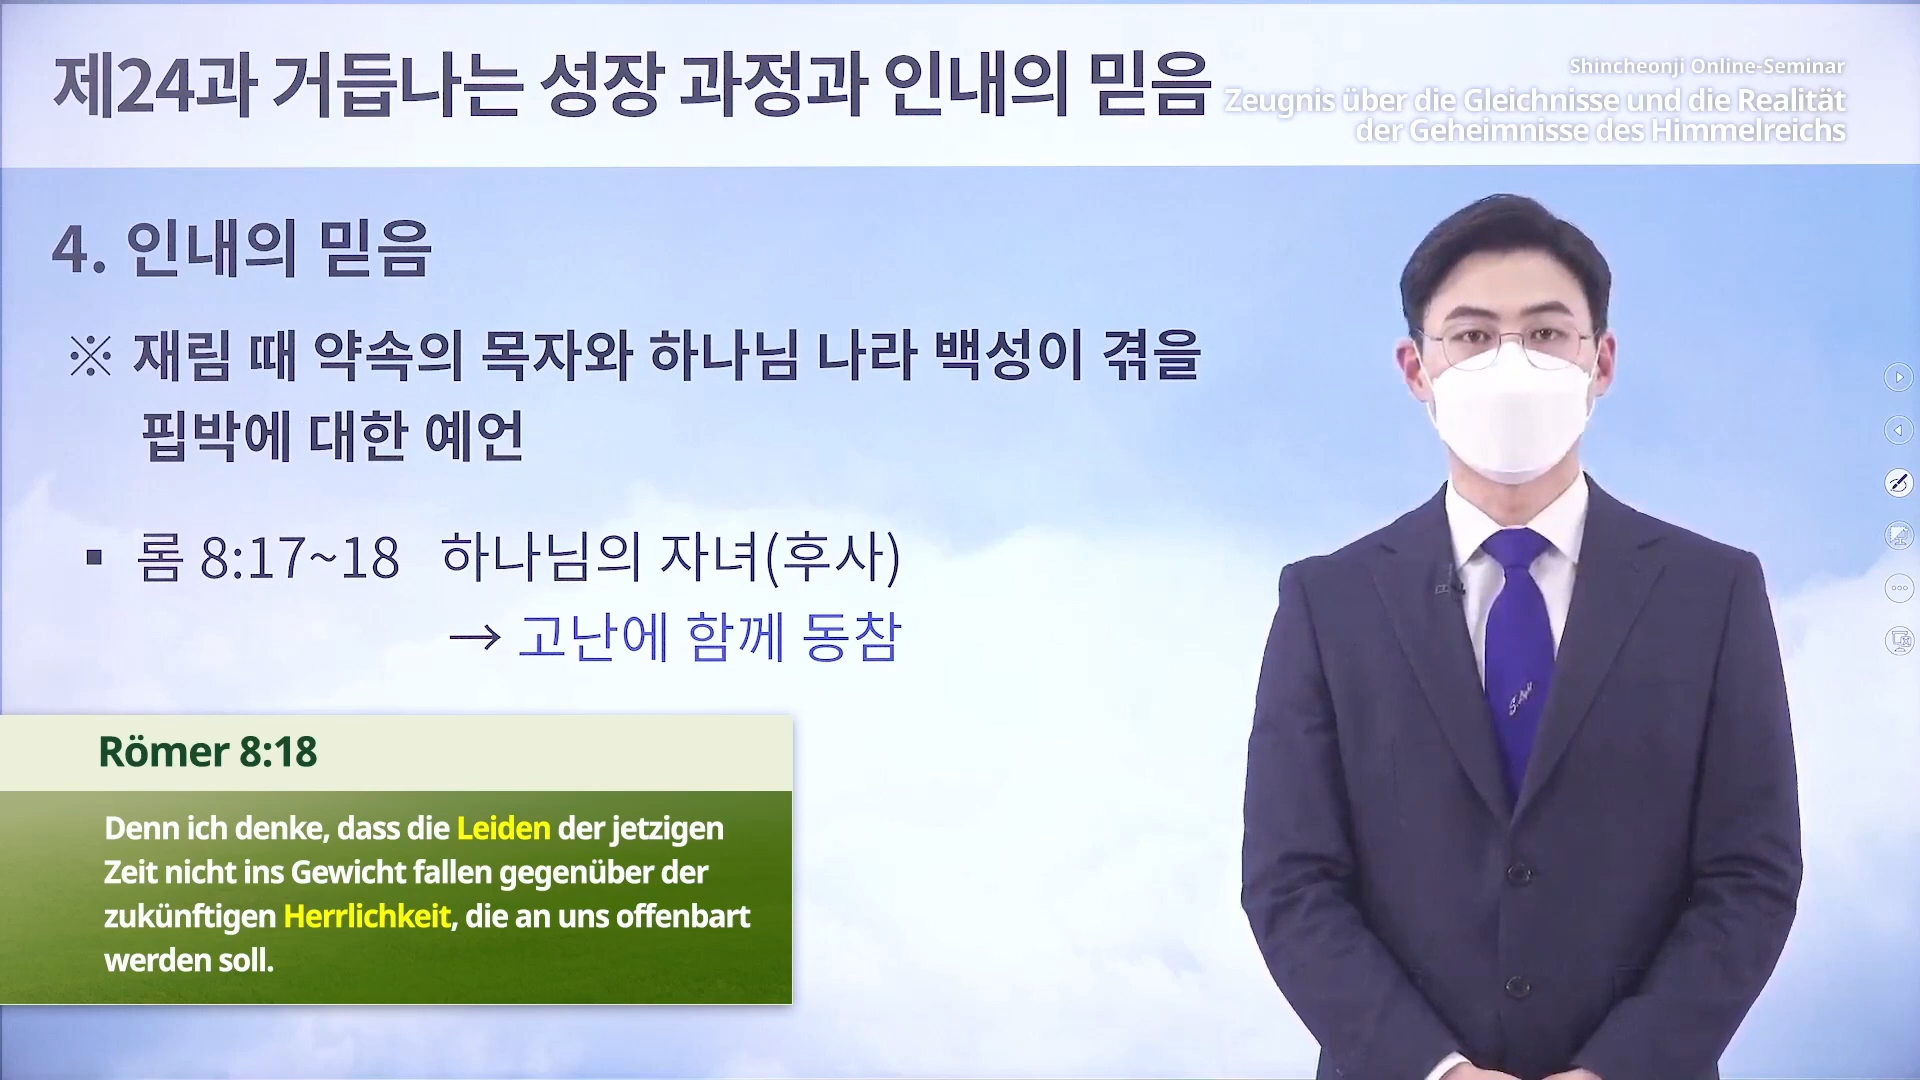 제24과 거듭나는 성장 과정과 인내의 믿음
Shincheonji Online-Seminar
Zeugnis über die Gleichnisse und die Realität
der Geheimnisse des Himmelreichs
4. 인내의 믿음
※ 재림 때 약속의 목자와 하나님 나라 백성이 겪을
핍박에 대한 예언
▪ 롬 8:17~18 하나님의 자녀(후사)
→ 고난에 함께 동참
Römer 8:18
Denn ich denke, dass die Leiden der jetzigen
Zeit nicht ins Gewicht fallen gegenüber der
zukünftigen Herrlichkeit, die an uns offenbart
werden soll.